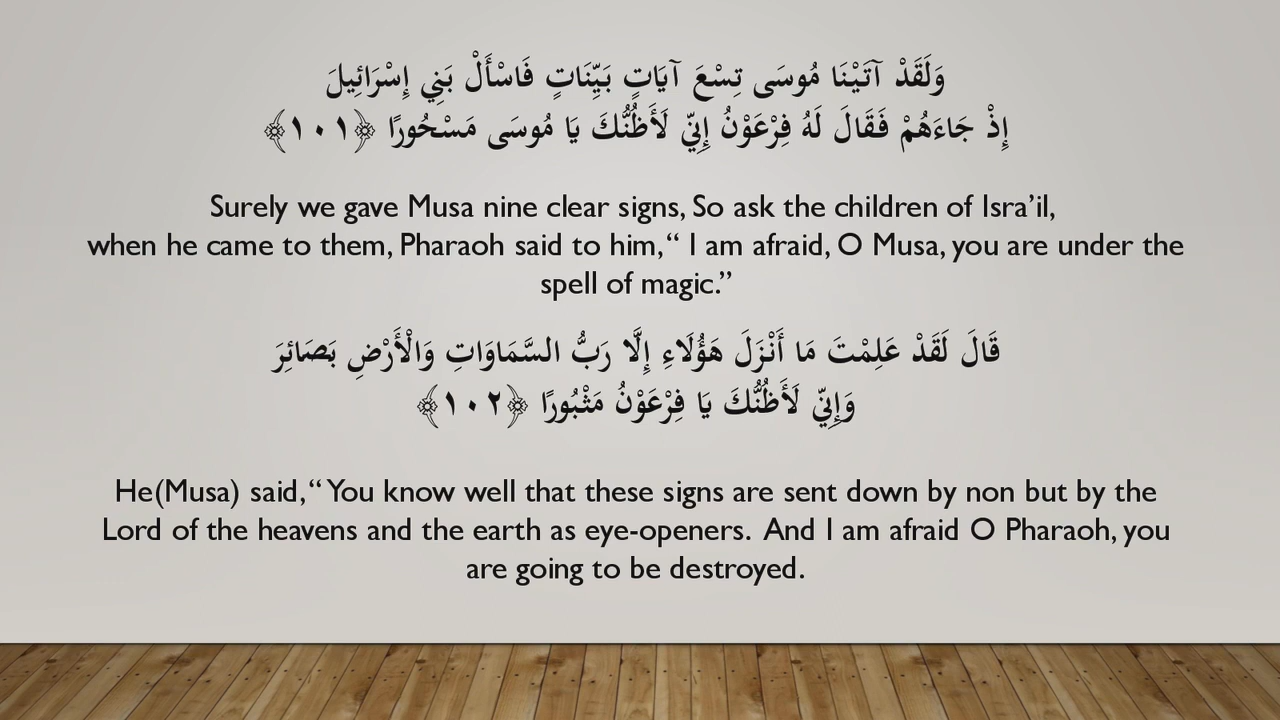 وَلَقَدْ آتَيْنَا مُوسَى تِسْعَ آيَاتٍ بَيِّنَاتٍ فَاسْأَلْ بَنِي إِسْرَائِيلَ
إِذْ جَاءَهُمْ فَقَالَ لَهُ فِرْعَوْنُ إِنِّي لَأَظُنُّكَ يَا مُوسَى مَسْحُورًا ﴿١٠١﴾
Surely we gave Musa nine clear signs, So ask the children of Isra’il,
when he came to them, Pharaoh said to him, “ I am afraid, O Musa, you are under the
spell of magic.”
قَالَ لَقَدْ عَلِمْتَ مَا أَنْزَلَ هَؤُلَاءِ إِلَّا رَبُّ السَّمَاوَاتِ وَالْأَرْضِ بَصَائِرَ
وَإِنِّي لَأَظُنُّكَ يَا فِرْعَوْنُ مَثْبُورًا ﴿١٠٢﴾
He(Musa) said, “ You know well that these signs are sent down by non but by the
Lord of the heavens and the earth as eye-openers. And I am afraid O Pharaoh, you
are going to be destroyed.